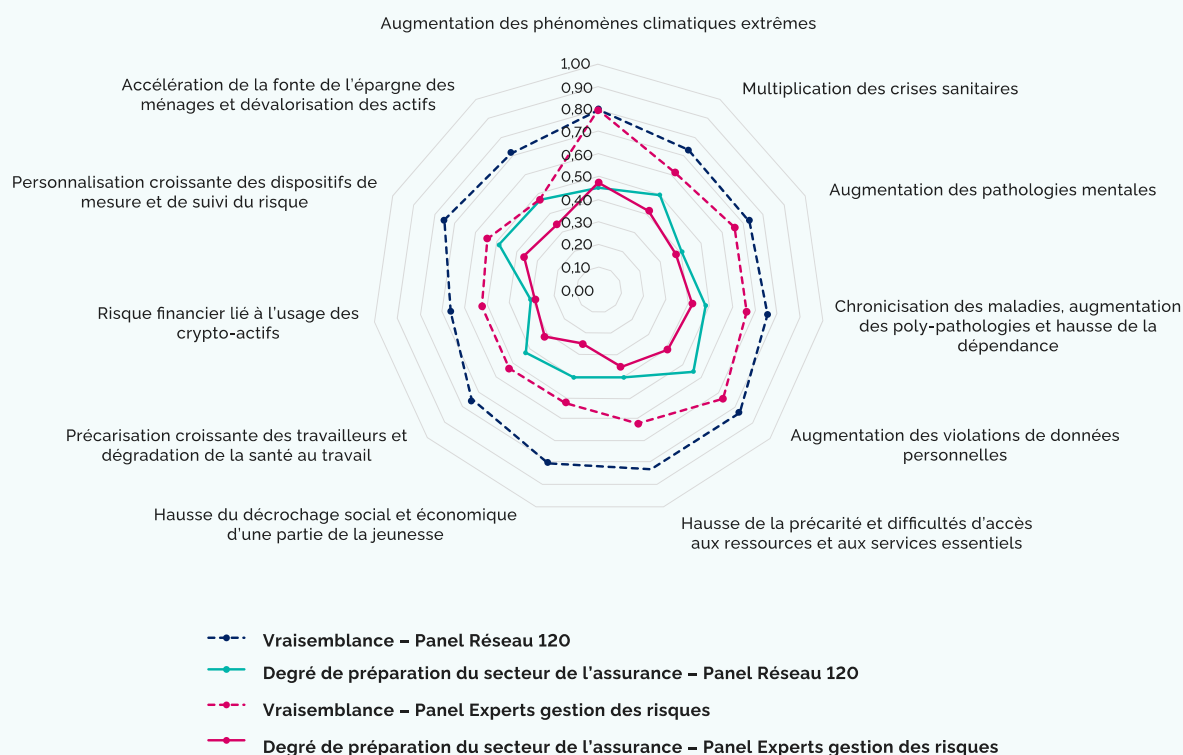 Augmentation des phénomènes climatiques extrêmes
Accélération de la fonte de l'épargne des
ménages et dévalorisation des actifs
Multiplication des crises sanitaires
Personnalisation croissante des dispositifs de
mesure et de suivi du risque
Augmentation des pathologies mentales
Risque financier lié à l'usage des
crypto-actifs
Chronicisation des maladies, augmentation
des poly-pathologies et hausse de la
dépendance
Précarisation croissante des travailleurs et
dégradation de la santé au travail
Augmentation des violations de données
personnelles
Hausse du décrochage social et économique
d'une partie de la jeunesse
Hausse de la précarité et difficultés d'accès
aux ressources et aux services essentiels
1,00
0,90
0,80
0,70
0,60
0,50
0,40
0,30
0,20
0,10
0,00
Vraisemblance – Panel Réseau 120
Degré de préparation du secteur de l'assurance – Panel Réseau 120
Vraisemblance – Panel Experts gestion des risques
Degré de préparation du secteur de l'assurance – Panel Experts gestion des risques